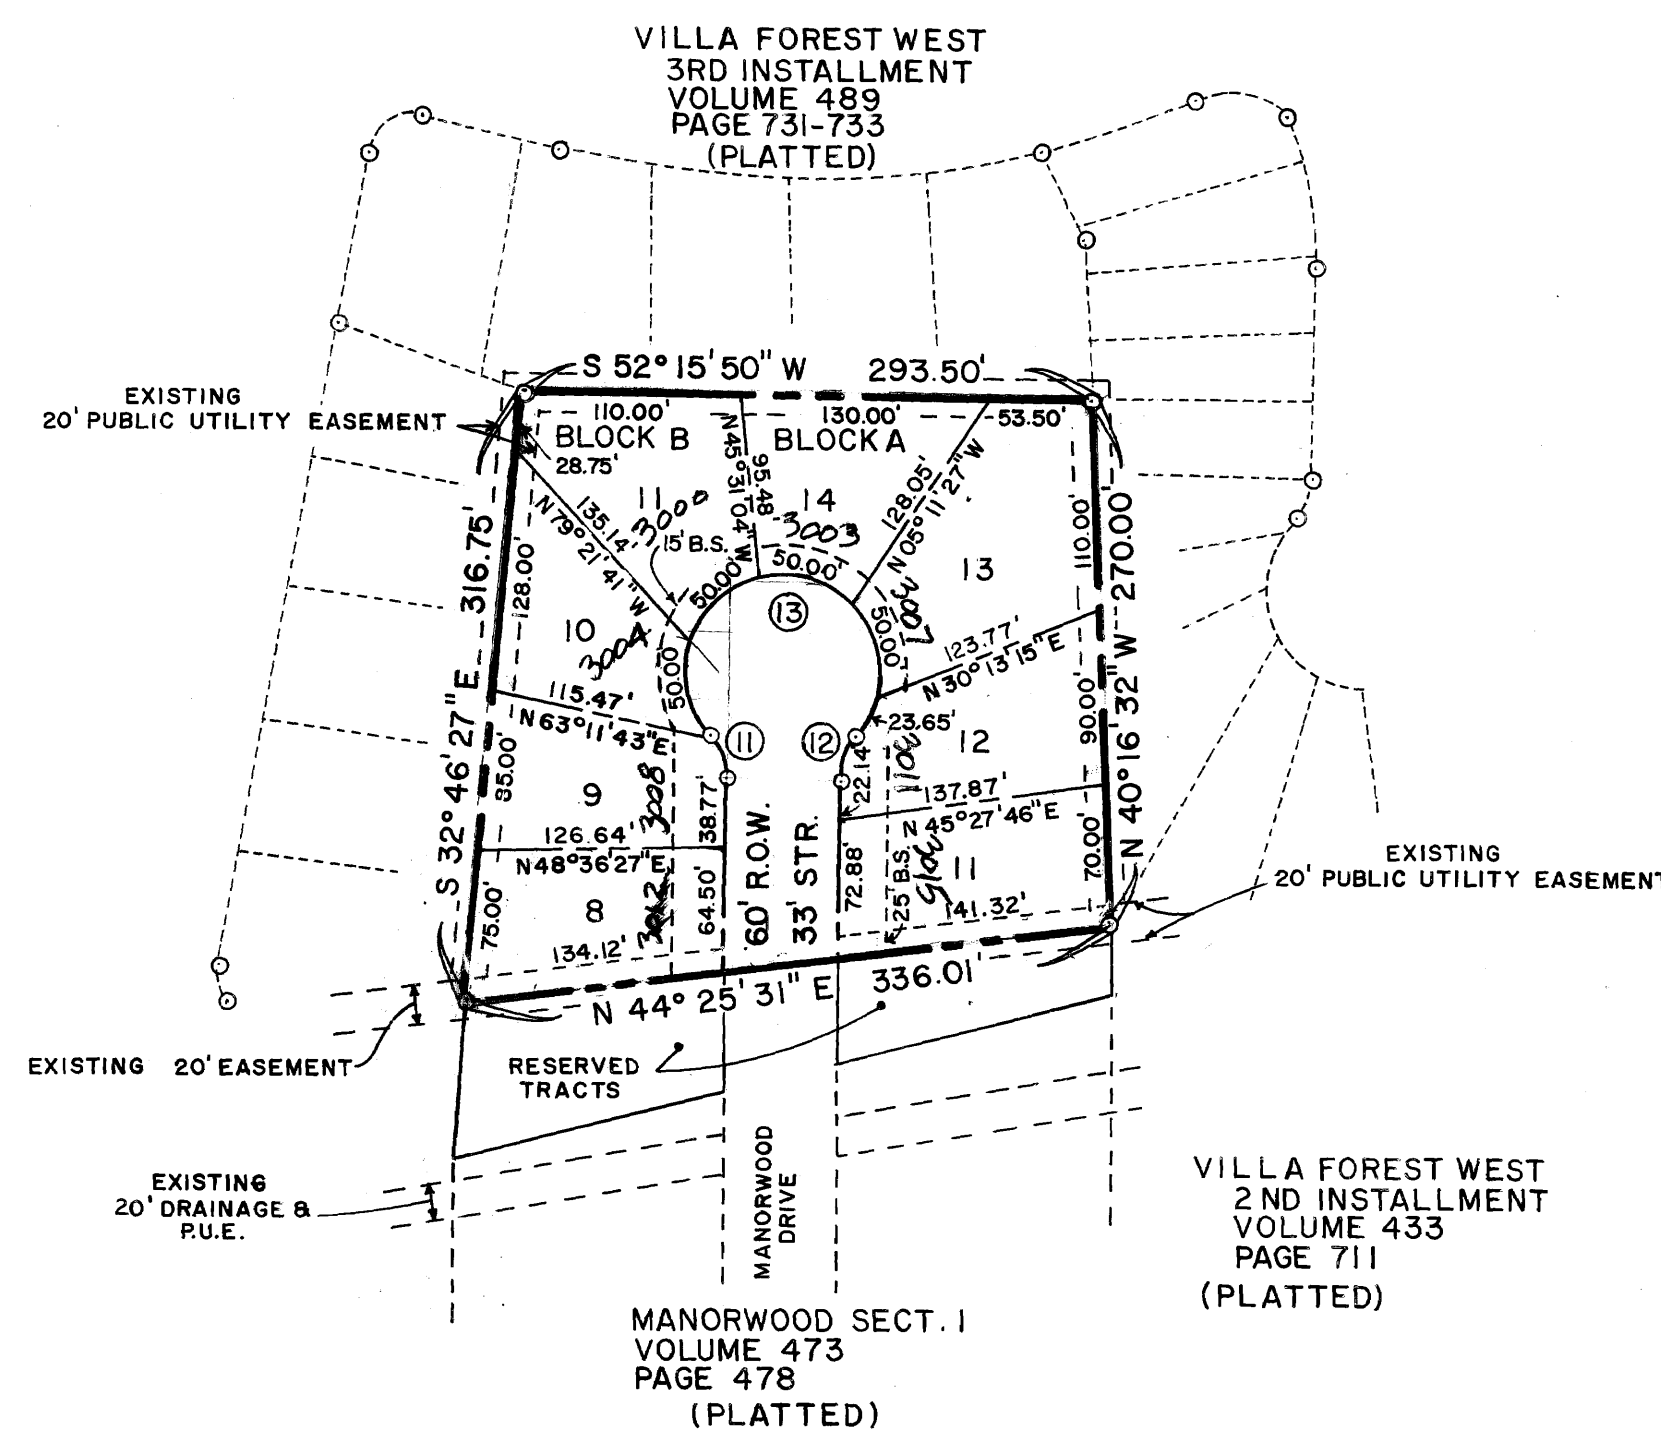 VILLA FOREST WEST
3RD INSTALLMENT
VOLUME 489
PAGE 731-733
(PLATTED)
S 52° 15' 50" W 293.50'
EXISTING
20' PUBLIC UTILITY EASEMENT
110.00'
130.00'
53.50'
BLOCK B
BLOCK A
28.75'
N 45° 31' 04" W
95.48
11
3000
14
3003
135.14'
N 79° 21' 41" W
15' B.S.
128.05'
N 05° 11' 27" W
50.00'
50.00'
13
3007
13
110.00'
N 40° 16' 32" W 270.00'
S 32° 46' 27" E 316.75'
128.00'
10
3004
50.00
50.00
123.77'
N 30° 13' 15" E
115.47'
N 63° 11' 43" E
11
12
23.65'
12
90.00'
85.00'
9
3008
38.77'
22.14'
137.87'
N 45° 27' 46" E
126.64'
N 48° 36' 27" E
60' R.O.W.
33' STR.
11
70.00'
8
3012
75.00'
64.50'
72.88'
25' B.S.
141.32'
134.12'
N 44° 25' 31" E 336.01'
EXISTING
20' PUBLIC UTILITY EASEMENT
EXISTING 20' EASEMENT
RESERVED
TRACTS
EXISTING
20' DRAINAGE &
P.U.E.
MANORWOOD
DRIVE
VILLA FOREST WEST
2ND INSTALLMENT
VOLUME 433
PAGE 711
(PLATTED)
MANORWOOD SECT. 1
VOLUME 473
PAGE 478
(PLATTED)